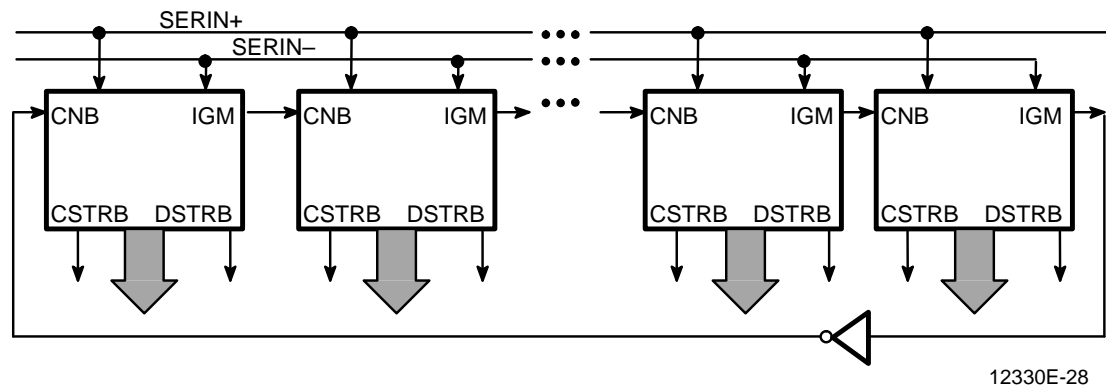 SERIN+
SERIN–
CNB IGM CNB IGM CNB IGM CNB IGM
CSTRB DSTRB CSTRB DSTRB CSTRB DSTRB CSTRB DSTRB
12330E-28